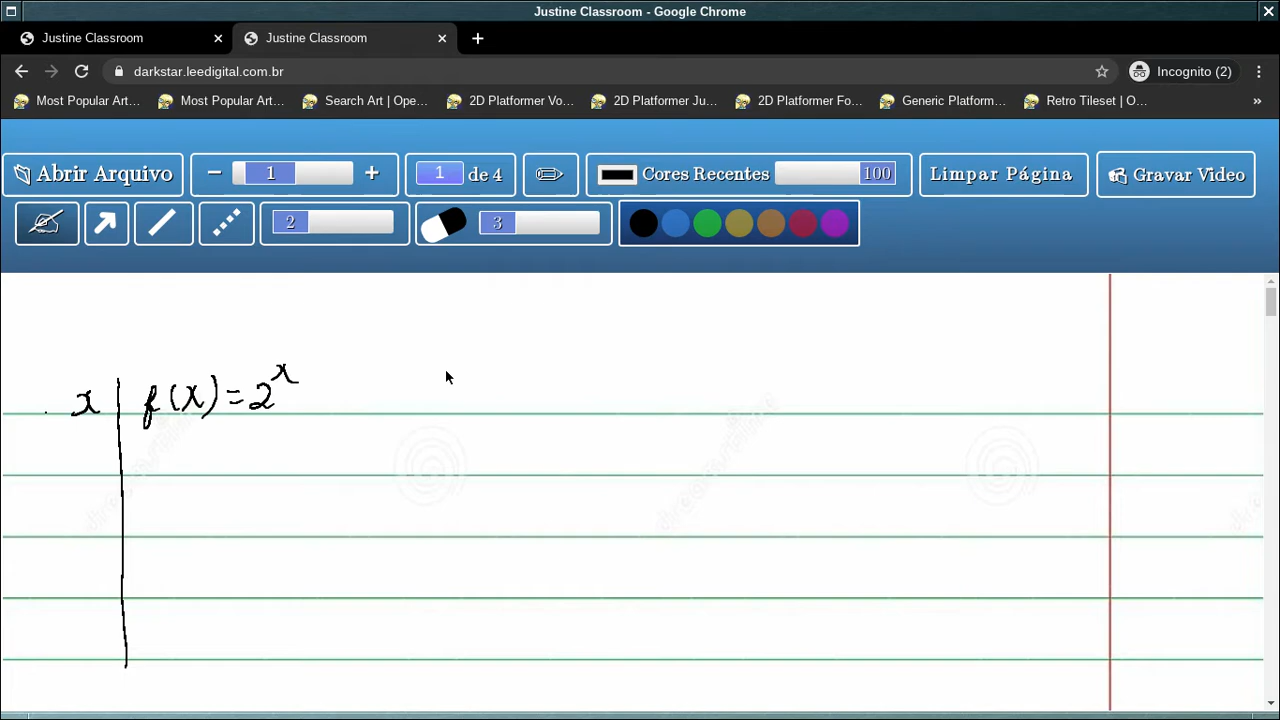 Justine Classroom - Google Chrome
Justine Classroom
Justine Classroom
darkstar.leedigital.com.br
Incognito (2)
Most Popular Art...
Most Popular Art...
Search Art | Ope...
2D Platformer Vo...
2D Platformer Ju...
2D Platformer Fo...
Generic Platform...
Retro Tileset | O...
»
Abrir Arquivo
− 1 +
1 de 4
Cores Recentes
100
Limpar Página
Gravar Video
2
3
x | f(x)=2^x